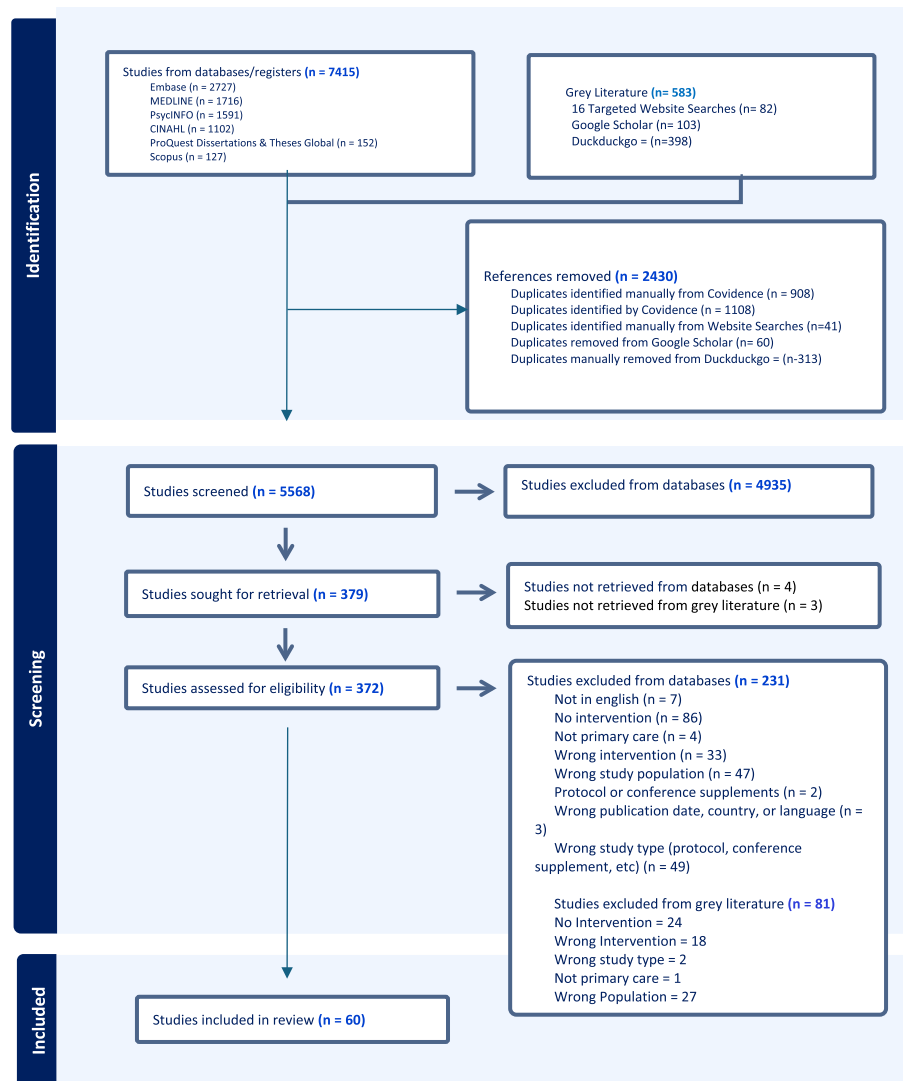 Identification
Studies from databases/registers (n = 7415)
Embase (n = 2727)
MEDLINE (n = 1716)
PsycINFO (n = 1591)
CINAHL (n = 1102)
ProQuest Dissertations & Theses Global (n = 152)
Scopus (n = 127)
Grey Literature (n= 583)
16 Targeted Website Searches (n= 82)
Google Scholar (n= 103)
Duckduckgo = (n=398)
References removed (n = 2430)
Duplicates identified manually from Covidence (n = 908)
Duplicates identified by Covidence (n = 1108)
Duplicates identified manually from Website Searches (n=41)
Duplicates removed from Google Scholar (n= 60)
Duplicates manually removed from Duckduckgo = (n-313)
Screening
Studies screened (n = 5568)
Studies excluded from databases (n = 4935)
Studies sought for retrieval (n = 379)
Studies not retrieved from databases (n = 4)
Studies not retrieved from grey literature (n = 3)
Studies assessed for eligibility (n = 372)
Studies excluded from databases (n = 231)
Not in english (n = 7)
No intervention (n = 86)
Not primary care (n = 4)
Wrong intervention (n = 33)
Wrong study population (n = 47)
Protocol or conference supplements (n = 2)
Wrong publication date, country, or language (n =
3)
Wrong study type (protocol, conference
supplement, etc) (n = 49)
Studies excluded from grey literature (n = 81)
No Intervention = 24
Wrong Intervention = 18
Wrong study type = 2
Not primary care = 1
Wrong Population = 27
Included
Studies included in review (n = 60)